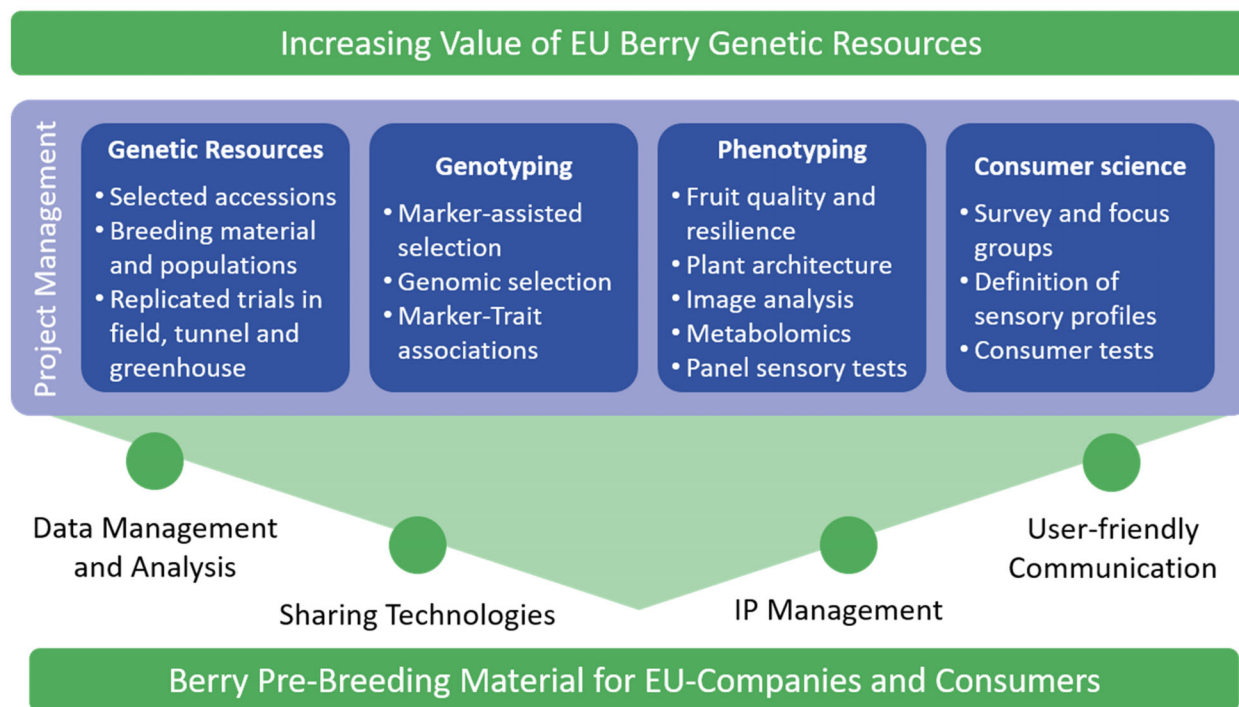 Increasing Value of EU Berry Genetic Resources
Project Management
Genetic Resources
• Selected accessions
• Breeding material
and populations
• Replicated trials in
field, tunnel and
greenhouse
Genotyping
• Marker-assisted
selection
• Genomic selection
• Marker-Trait
associations
Phenotyping
• Fruit quality and
resilience
• Plant architecture
• Image analysis
• Metabolomics
• Panel sensory tests
Consumer science
• Survey and focus
groups
• Definition of
sensory profiles
• Consumer tests
Data Management
and Analysis
Sharing Technologies
IP Management
User-friendly
Communication
Berry Pre-Breeding Material for EU-Companies and Consumers